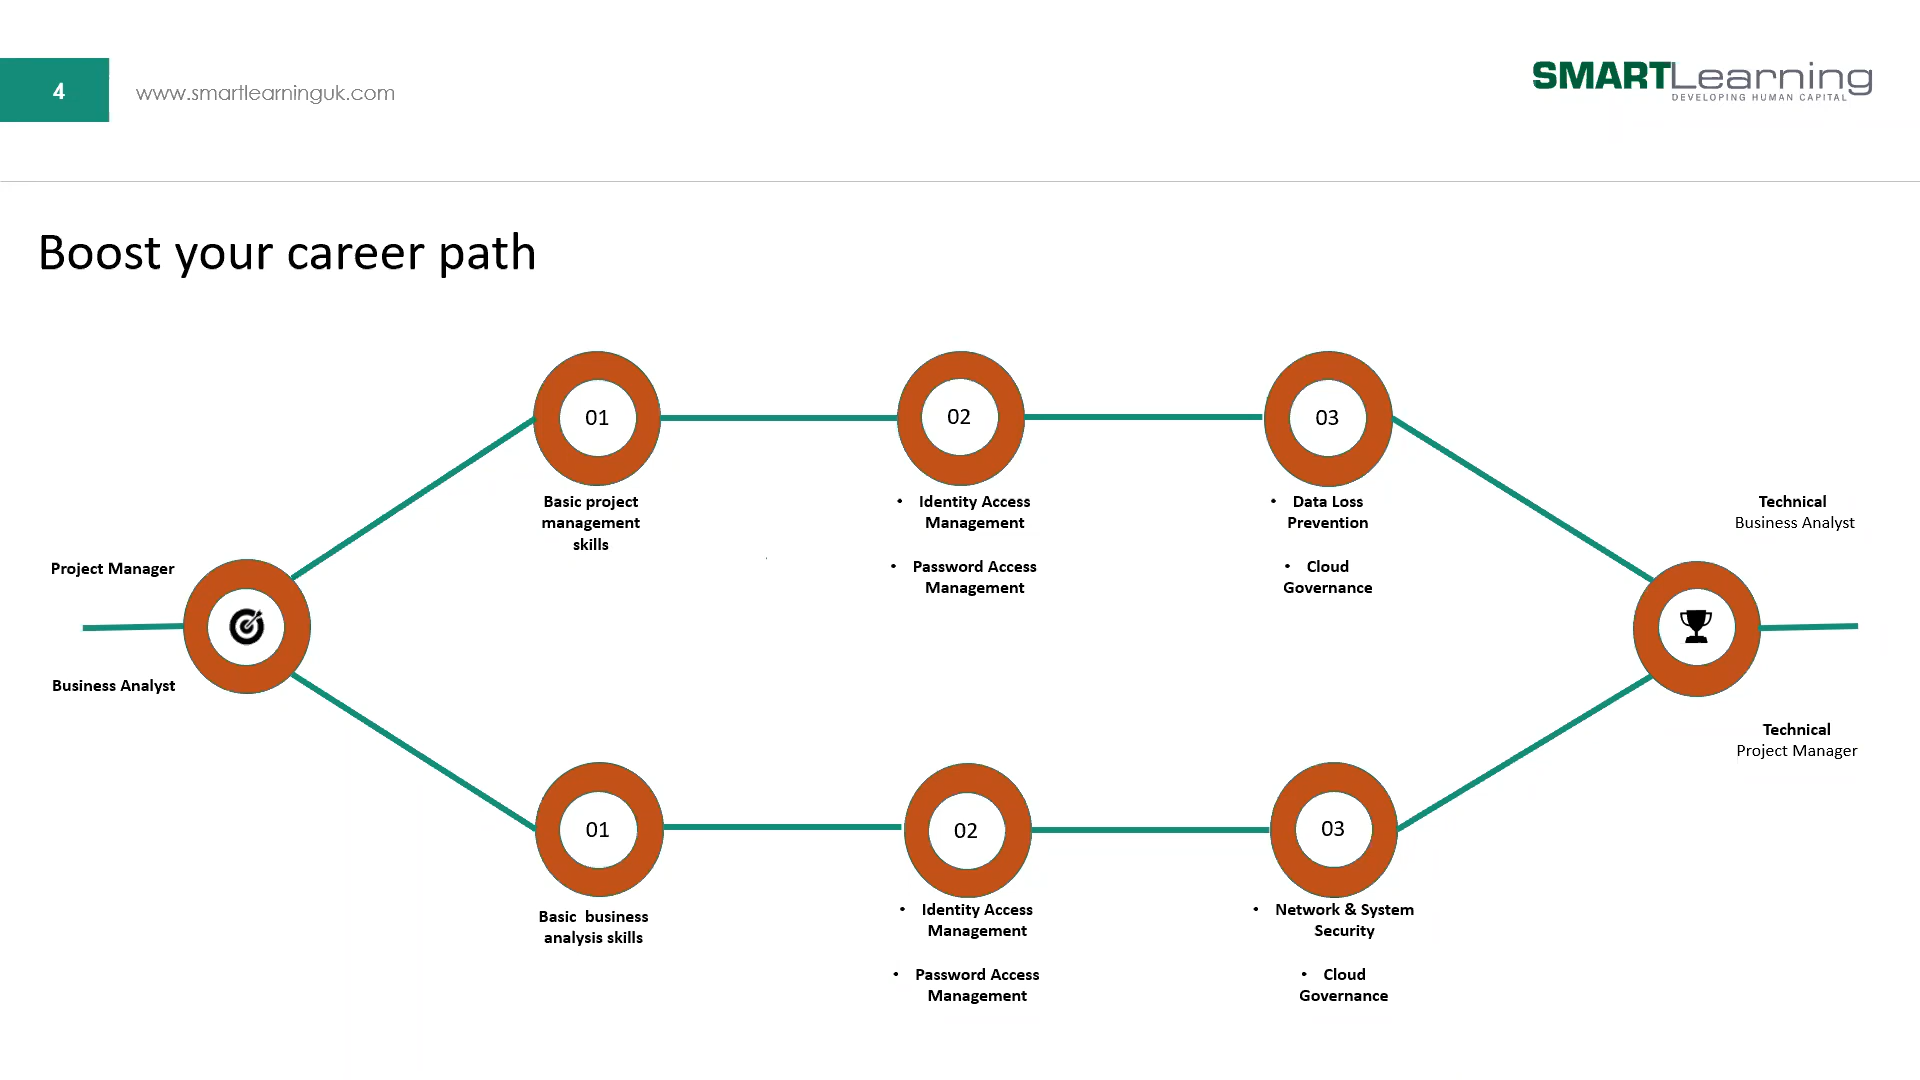 4
www.smartlearninguk.com
SMARTLearning
DEVELOPING HUMAN CAPITAL
Boost your career path
01
02
03
Basic project
management
skills
• Identity Access
Management
• Password Access
Management
• Data Loss
Prevention
• Cloud
Governance
Technical
Business Analyst
Project Manager
Business Analyst
Technical
Project Manager
01
02
03
Basic  business
analysis skills
• Identity Access
Management
• Password Access
Management
• Network & System
Security
• Cloud
Governance